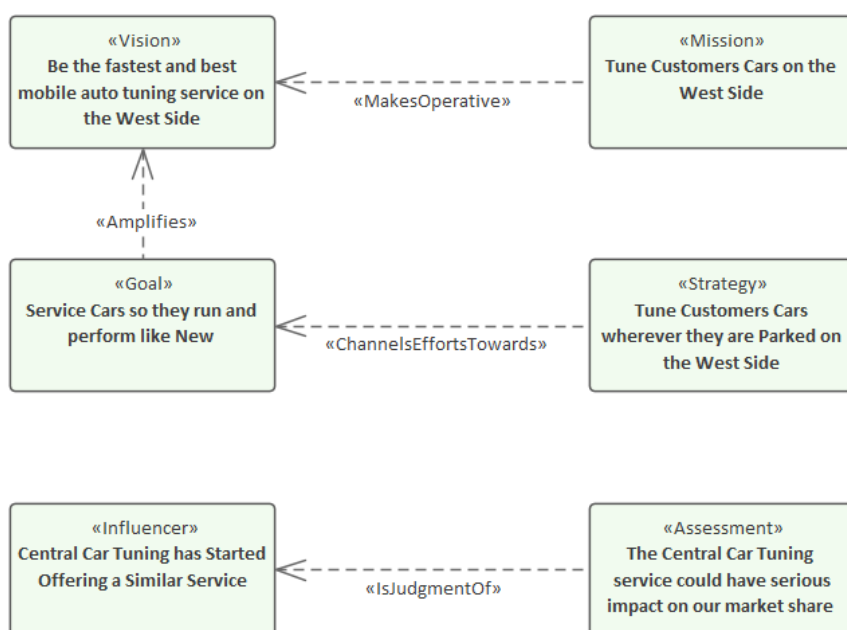 «Vision»
Be the fastest and best
mobile auto tuning service on
the West Side
«Mission»
Tune Customers Cars on the
West Side
«MakesOperative»
«Amplifies»
«Goal»
Service Cars so they run and
perform like New
«Strategy»
Tune Customers Cars
wherever they are Parked on
the West Side
«ChannelsEffortsTowards»
«Influencer»
Central Car Tuning has Started
Offering a Similar Service
«Assessment»
The Central Car Tuning
service could have serious
impact on our market share
«IsJudgmentOf»